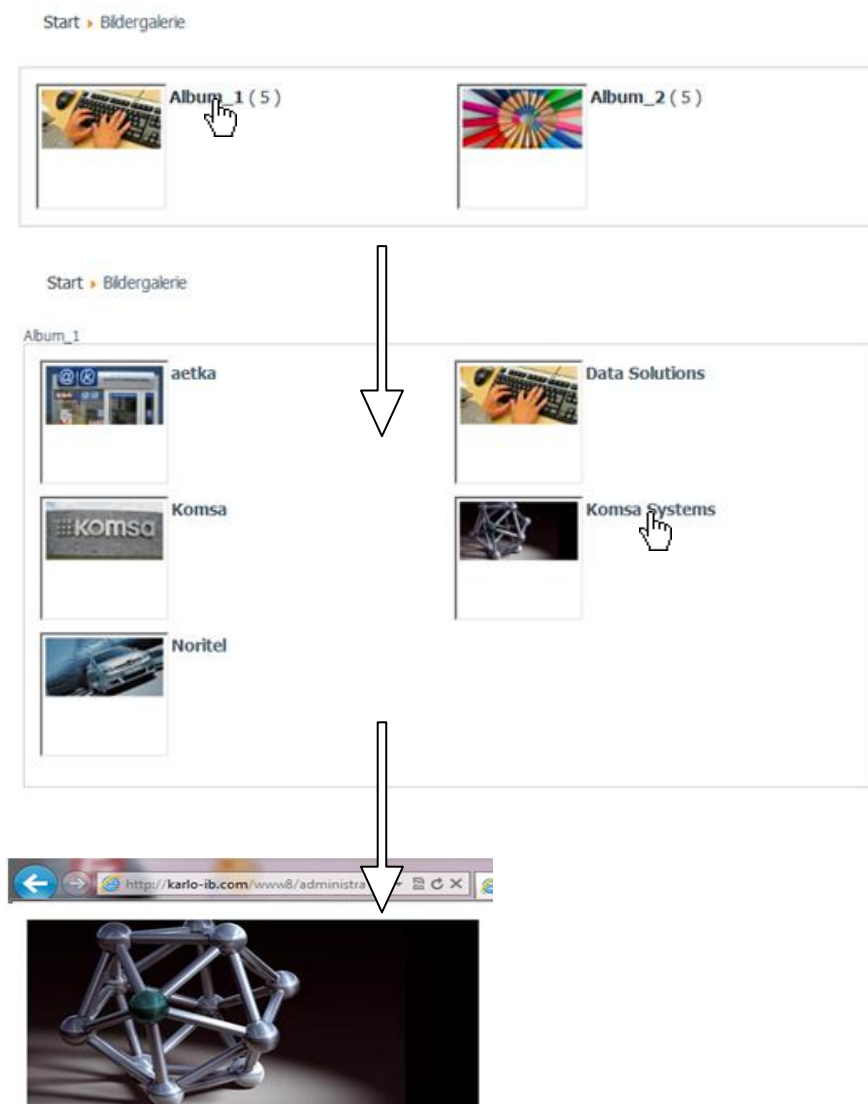 Start Bildergalerie
Album_1 ( 5 )
Album_2 ( 5 )
Start Bildergalerie
Album_1
@ k
aetka
Data Solutions
komsa
Komsa
Komsa Systems
Noritel
http://karlo-ib.com/www8/administra